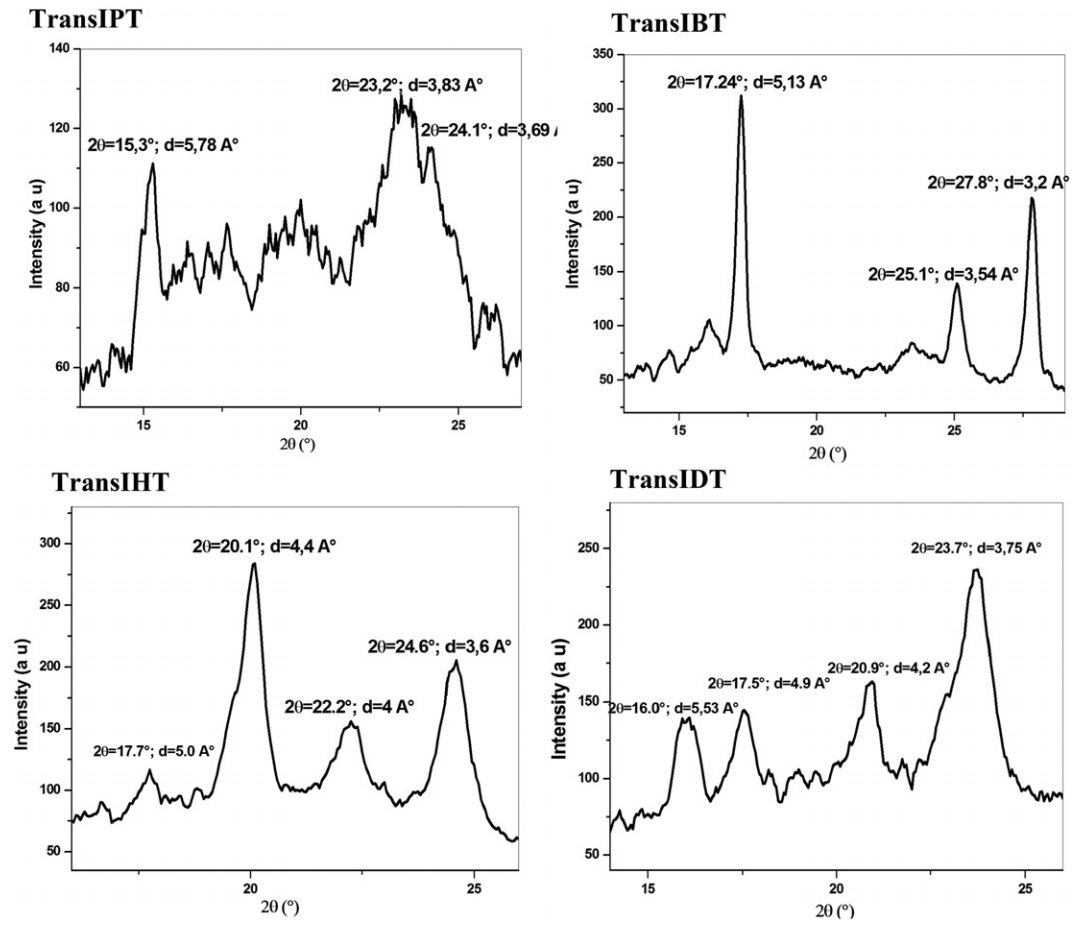 TransIPT
140
120
100
80
60
Intensity (a u)
2θ=15,3°; d=5,78 A°
2θ=23,2°; d=3,83 A°
2θ=24.1°; d=3,69
15
20
25
2θ (°)
TransIBT
350
300
250
200
150
100
50
Intensity (a u)
2θ=17.24°; d=5,13 A°
2θ=27.8°; d=3,2 A°
2θ=25.1°; d=3,54 A°
15
20
25
2θ (°)
TransIHT
300
250
200
150
100
50
Intensity (a u)
2θ=20.1°; d=4,4 A°
2θ=24.6°; d=3,6 A°
2θ=22.2°; d=4 A°
2θ=17.7°; d=5.0 A°
20
25
2θ (°)
TransIDT
250
200
150
100
50
Intensity (a u)
2θ=23.7°; d=3,75 A°
2θ=20.9°; d=4,2 A°
2θ=17.5°; d=4.9 A°
2θ=16.0°; d=5,53 A°
15
20
25
2θ (°)